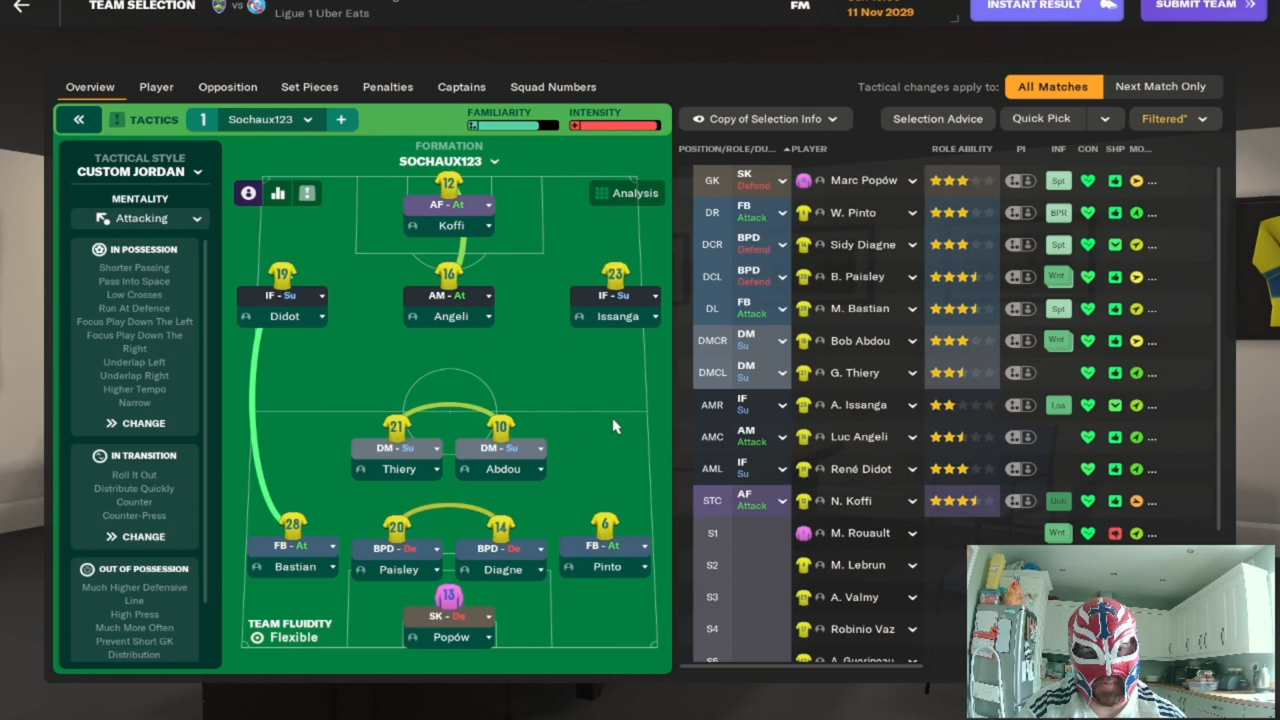 TEAM SELECTION
vs
Ligue 1 Uber Eats
FM
11 Nov 2029
INSTANT RESULT
SUBMIT TEAM
Overview
Player
Opposition
Set Pieces
Penalties
Captains
Squad Numbers
Tactical changes apply to:
All Matches
Next Match Only
TACTICS
1
Sochaux123
+
FAMILIARITY
INTENSITY
Copy of Selection Info
Selection Advice
Quick Pick
Filtered*
TACTICAL STYLE
CUSTOM JORDAN
MENTALITY
Attacking
IN POSSESSION
Shorter Passing
Pass Into Space
Low Crosses
Run At Defence
Focus Play Down The Left
Focus Play Down The
Right
Underlap Left
Underlap Right
Higher Tempo
Narrow
CHANGE
IN TRANSITION
Roll It Out
Distribute Quickly
Counter
Counter-Press
CHANGE
OUT OF POSSESSION
Much Higher Defensive
Line
High Press
Much More Often
Prevent Short GK
Distribution
FORMATION
SOCHAUX123
Analysis
12
AF - At
Koffi
19
IF - Su
Didot
16
AM - At
Angeli
23
IF - Su
Issanga
21
DM - Su
Thiery
10
DM - Su
Abdou
28
FB - At
Bastian
20
BPD - De
Paisley
14
BPD - De
Diagne
6
FB - At
Pinto
13
SK - De
Popów
TEAM FLUIDITY
Flexible
POSITION/ROLE/DU... PLAYER ROLE ABILITY PI INF CON SHP MO...
GK SK Defend Marc Popów Spt ...
DR FB Attack W. Pinto BPR ...
DCR BPD Defend Sidy Diagne Spt ...
DCL BPD Defend B. Paisley Wnt ...
DL FB Attack M. Bastian Spt ...
DMCR DM Su Bob Abdou Wnt ...
DMCL DM Su G. Thiery ...
AMR IF Su A. Issanga Loa ...
AMC AM Attack Luc Angeli ...
AML IF Su René Didot ...
STC AF Attack N. Koffi Unh ...
S1 M. Rouault Wnt ...
S2 M. Lebrun
S3 A. Valmy
S4 Robinio Vaz
S5 A. Guerineau